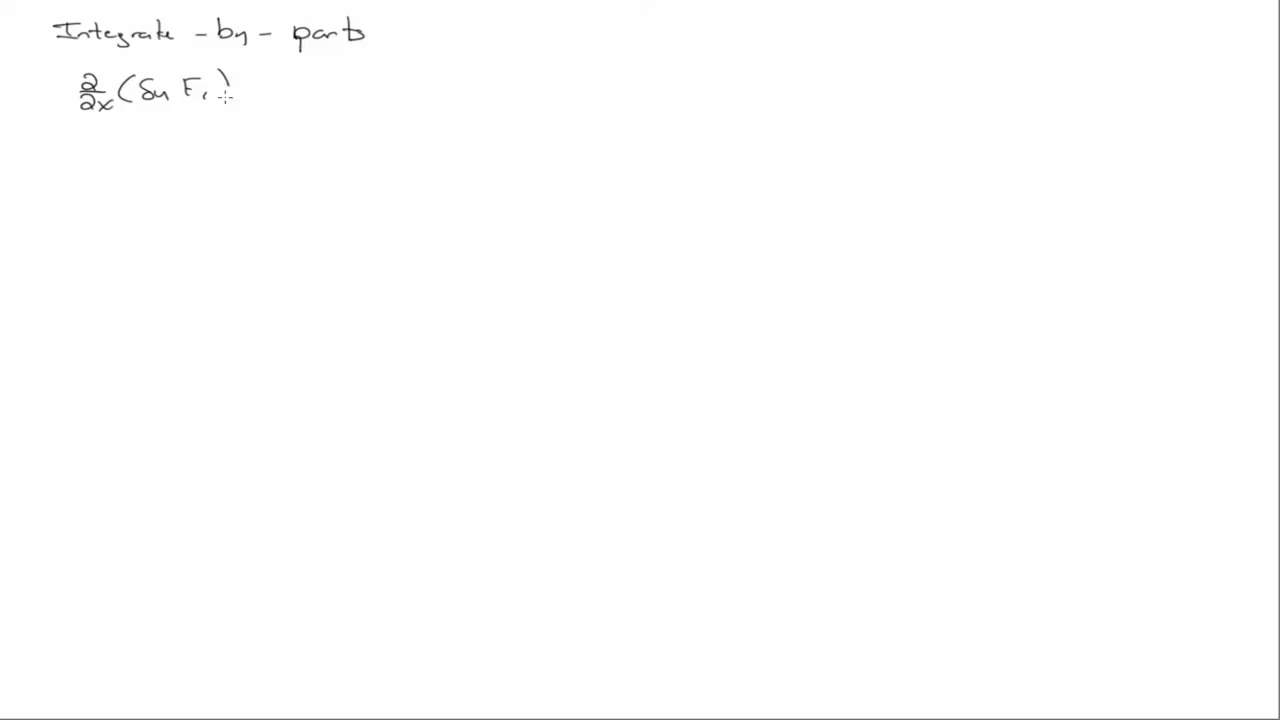 Integrate - by - parts
∂/∂x (δu F₁)